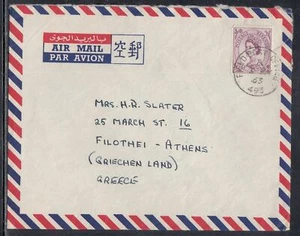 بالبريد الجوي
AIR MAIL
PAR AVION
空郵
MRS. H.R. SLATER
25 MARCH ST. 16
FILOTHEI - ATHENS
(GRIECHEN LAND)
GREECE